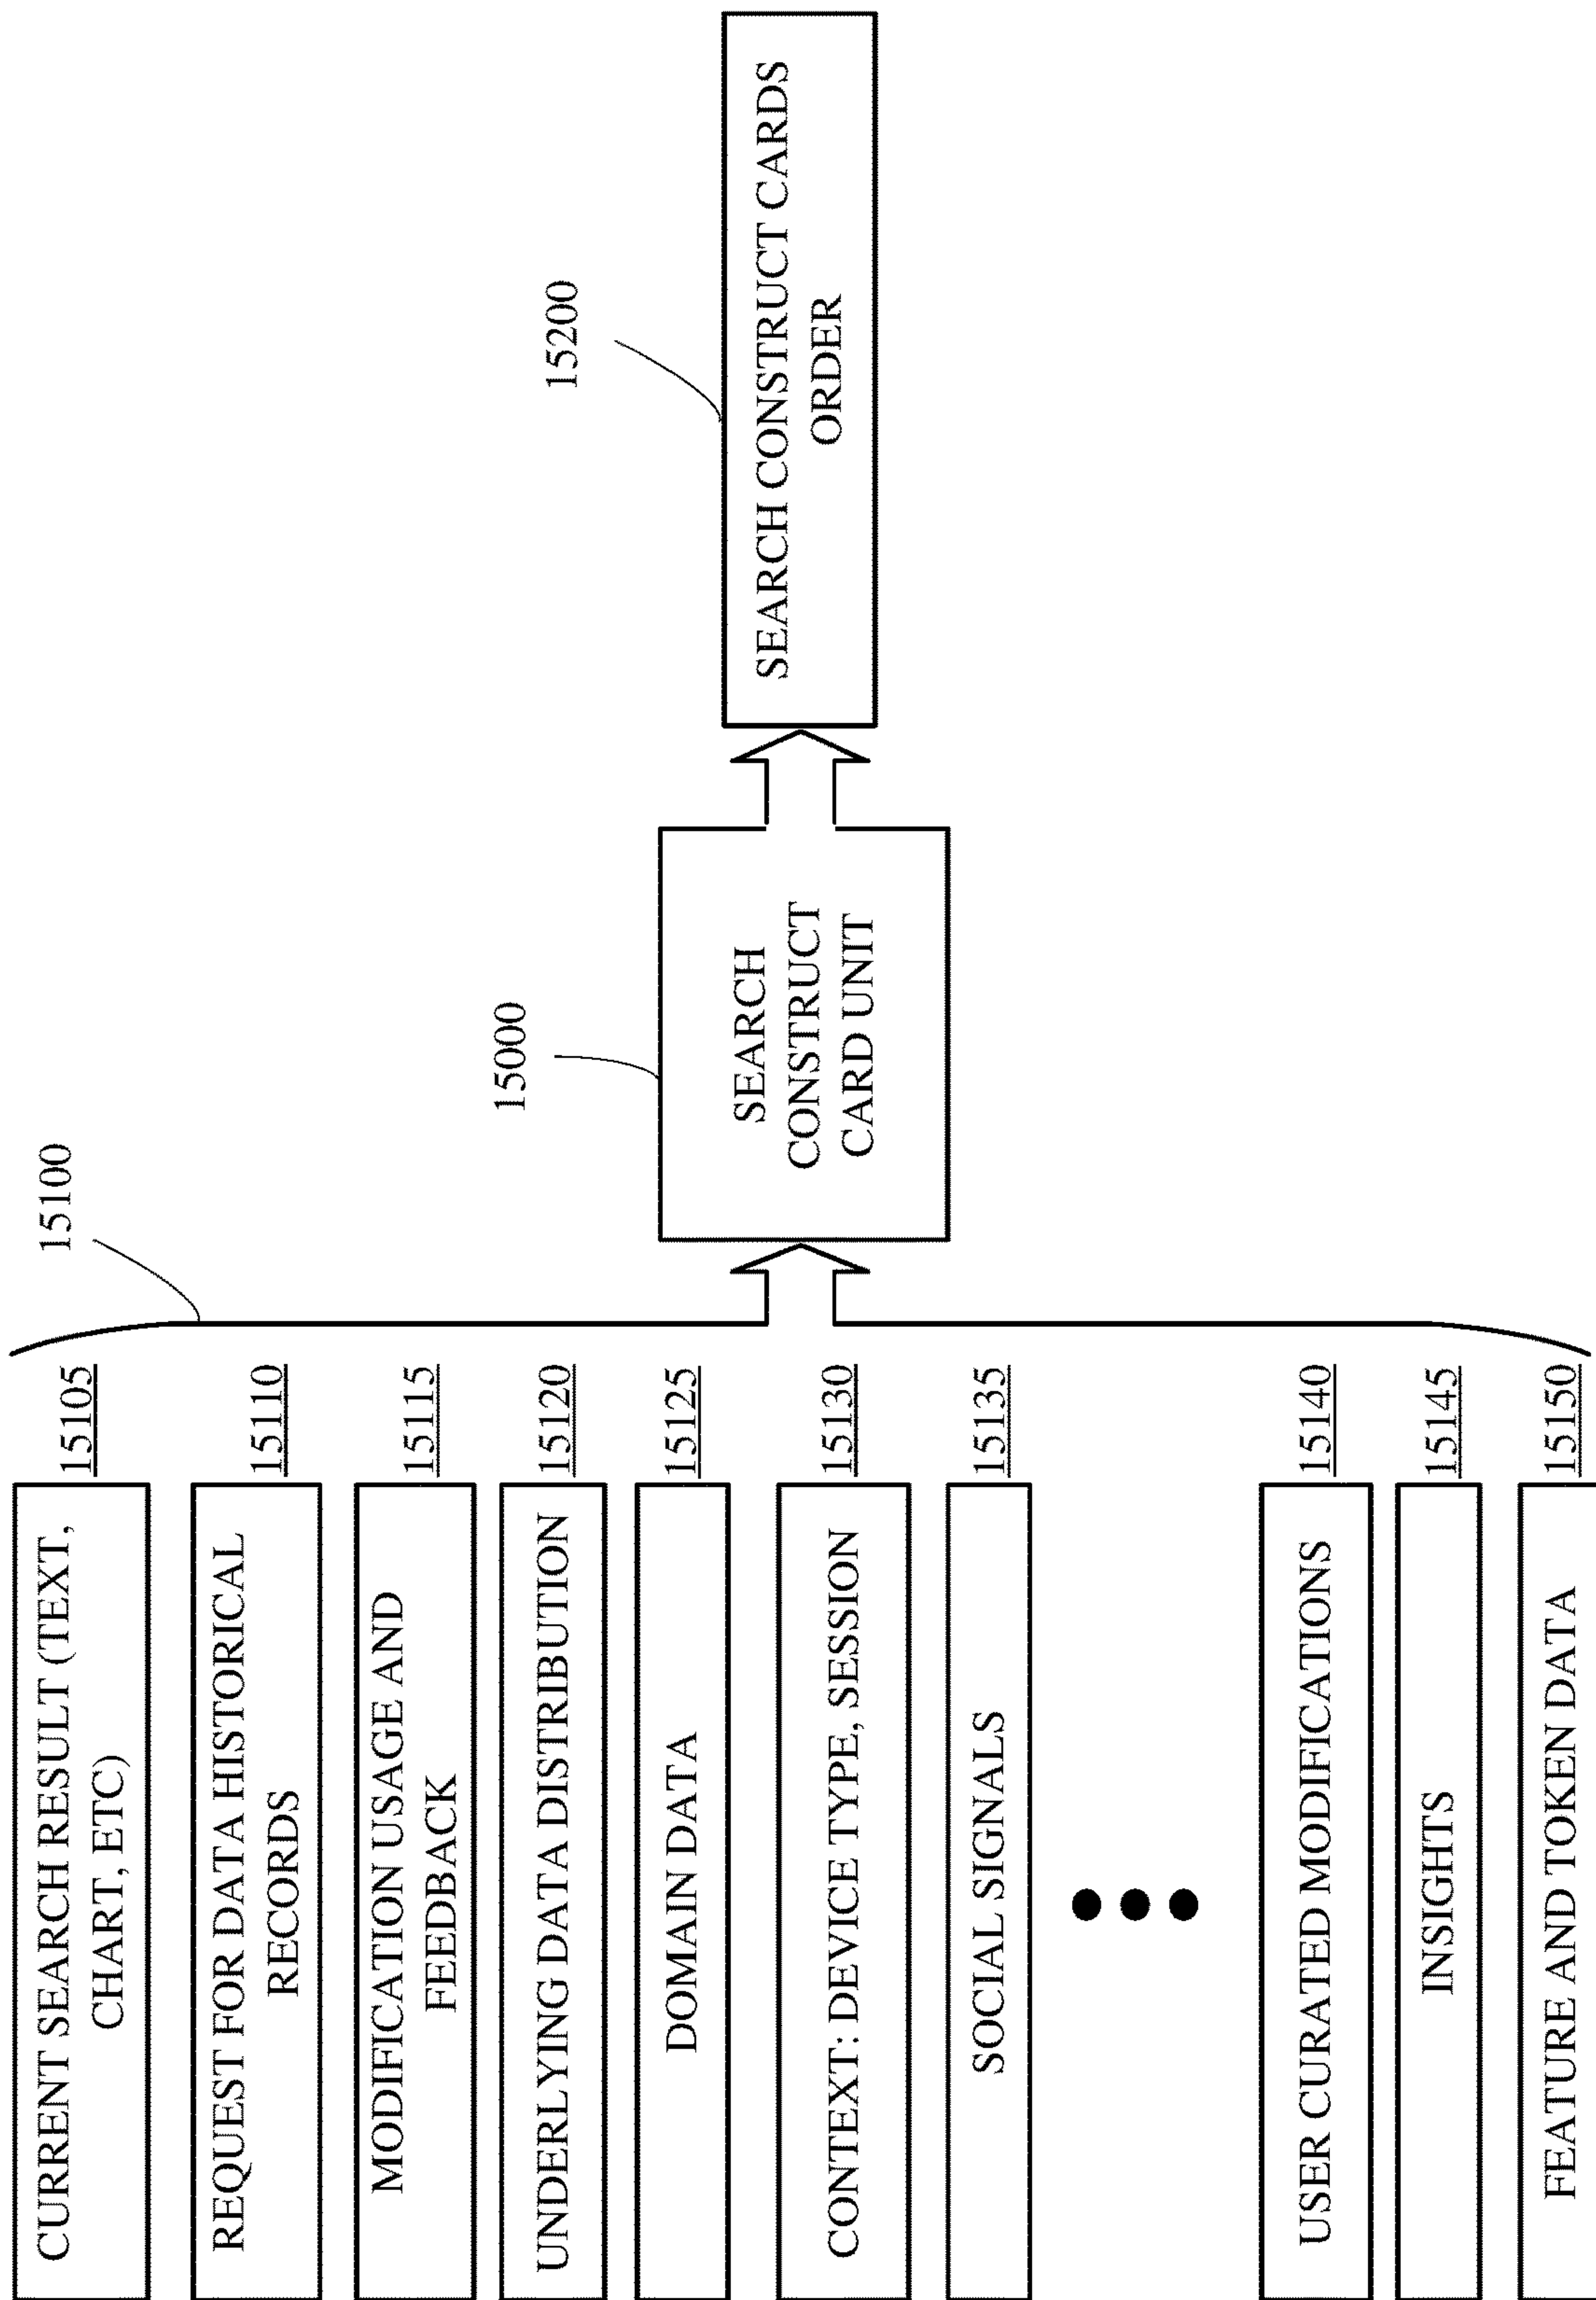 CURRENT SEARCH RESULT (TEXT,
CHART, ETC)
15105
REQUEST FOR DATA HISTORICAL
RECORDS
15110
MODIFICATION USAGE AND
FEEDBACK
15115
UNDERLYING DATA DISTRIBUTION
15120
DOMAIN DATA
15125
CONTEXT: DEVICE TYPE, SESSION
15130
SOCIAL SIGNALS
15135
USER CURATED MODIFICATIONS
15140
INSIGHTS
15145
FEATURE AND TOKEN DATA
15150
15100
15000
SEARCH
CONSTRUCT
CARD UNIT
15200
SEARCH CONSTRUCT CARDS
ORDER